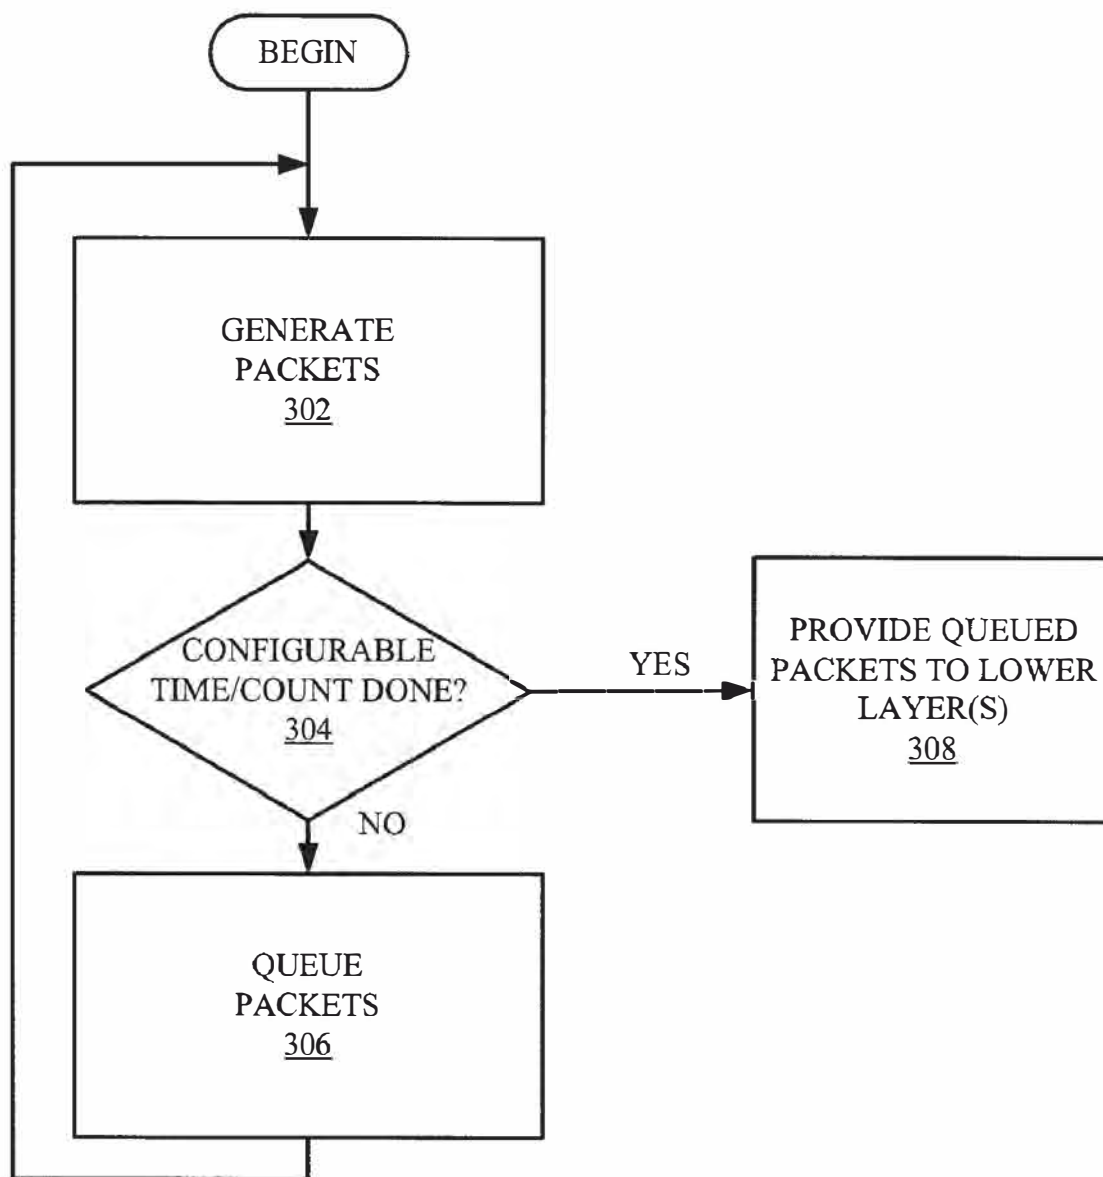 BEGIN
GENERATE
PACKETS
302
CONFIGURABLE
TIME/COUNT DONE?
304
YES
PROVIDE QUEUED
PACKETS TO LOWER
LAYER(S)
308
NO
QUEUE
PACKETS
306